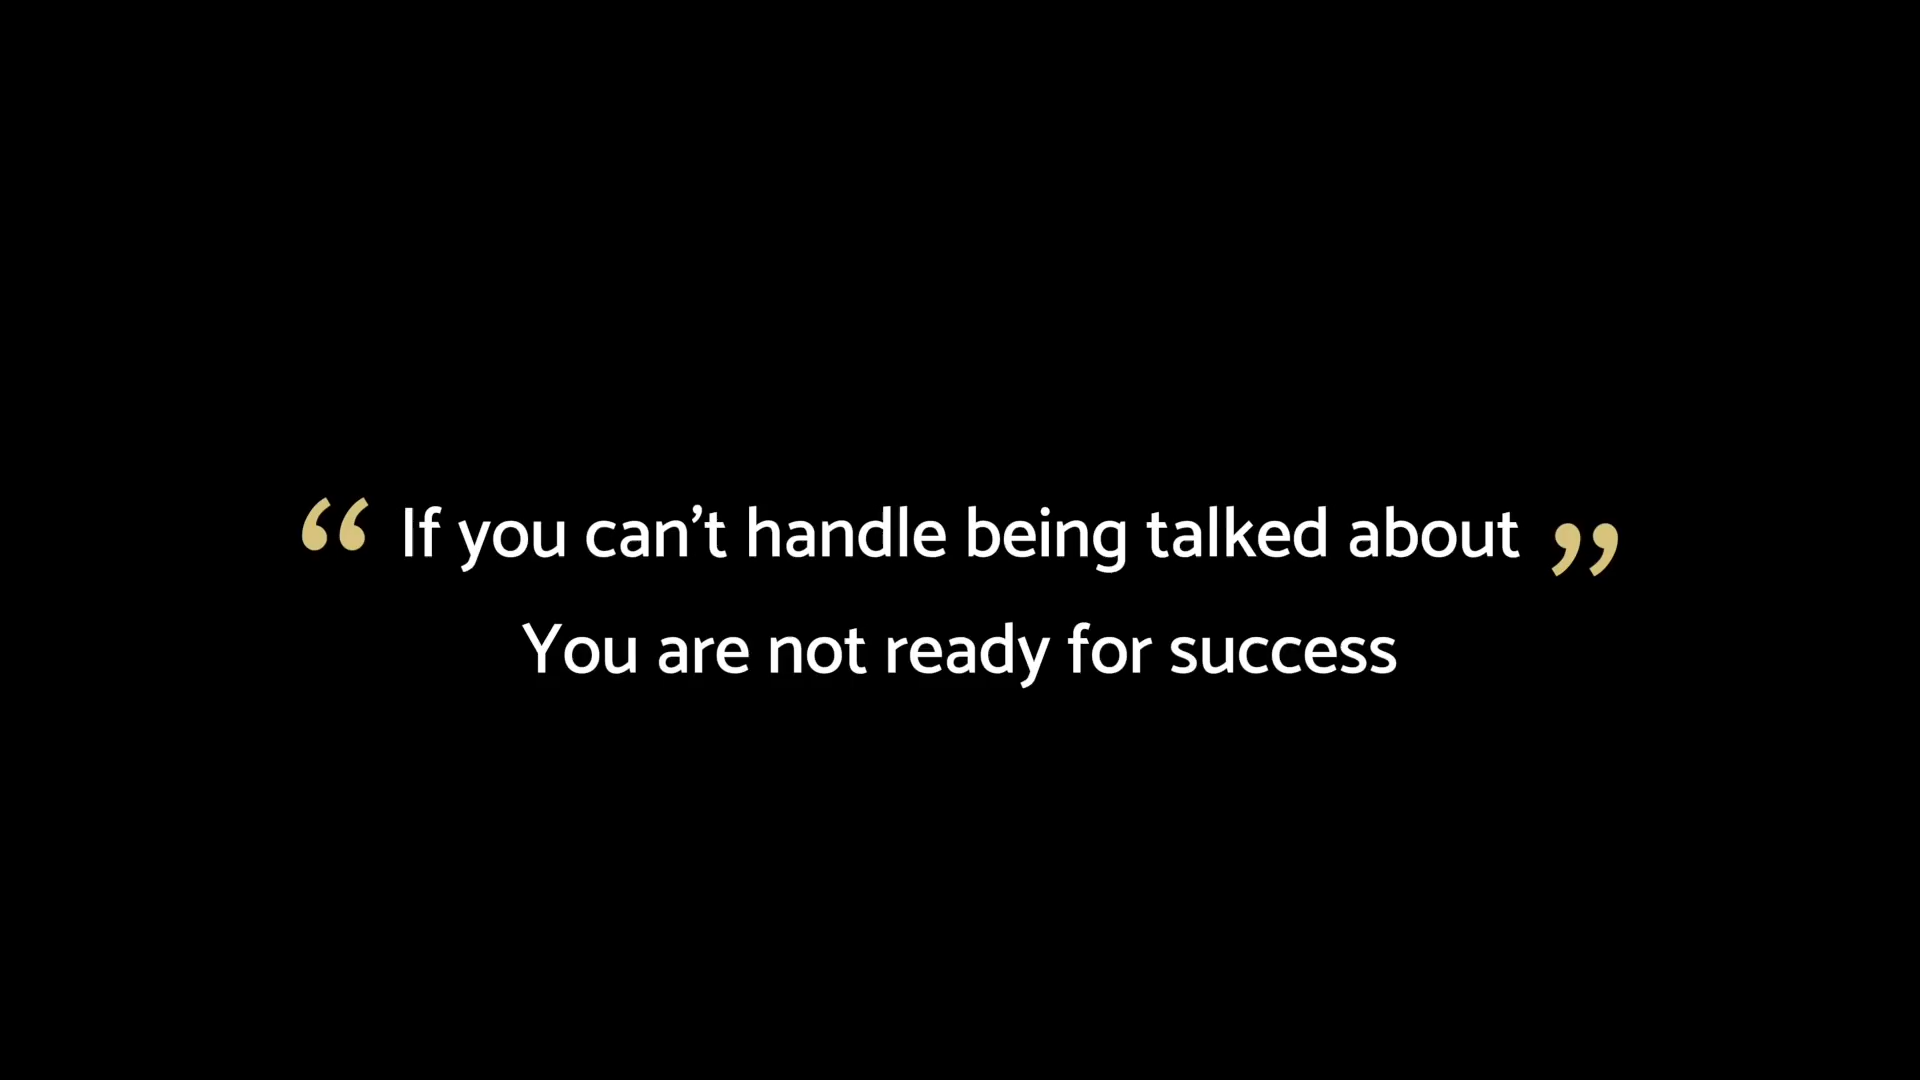 “ If you can’t handle being talked about ”
You are not ready for success